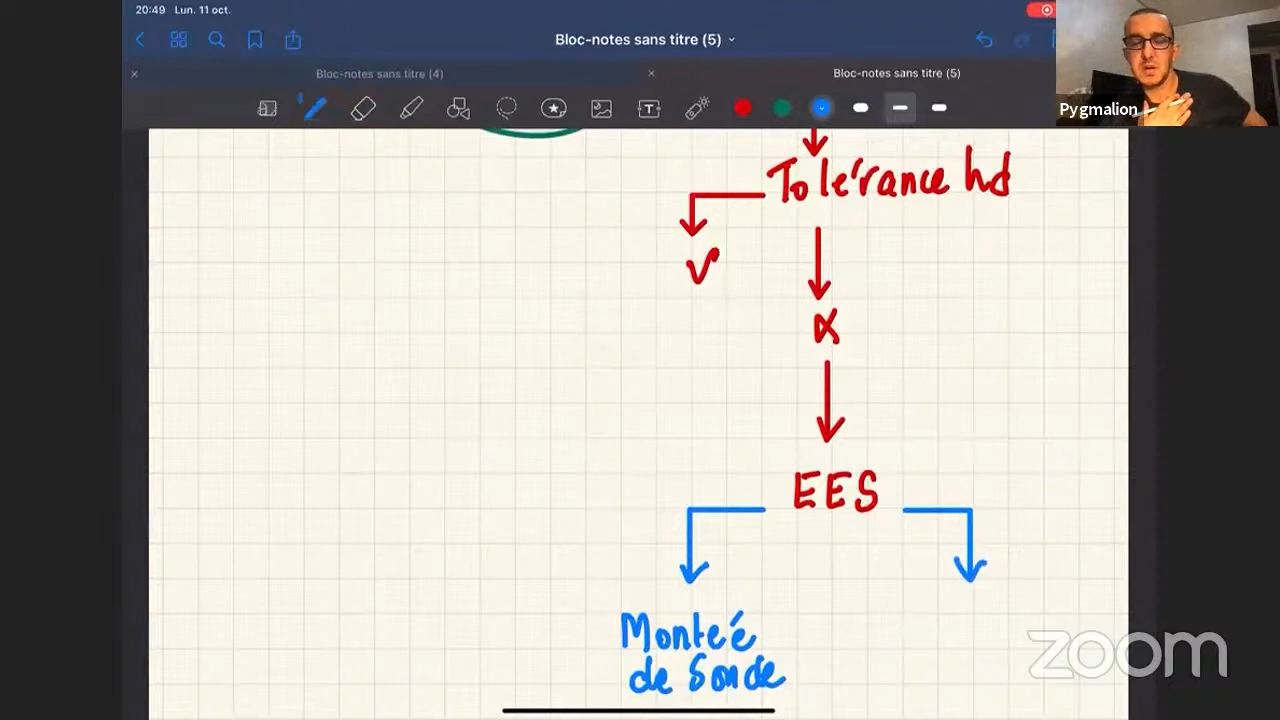 20:49 Lun. 11 oct.
Bloc-notes sans titre (5)
Bloc-notes sans titre (4)
Bloc-notes sans titre (5)
Pygmalion
Tolérance hd
EES
Montée
de Sonde
zoom